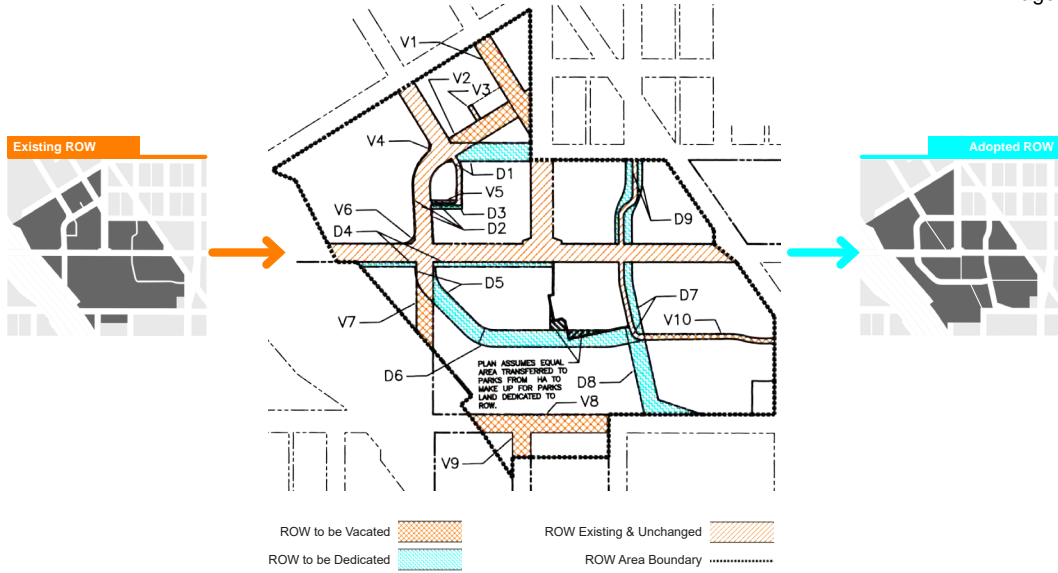 V1
V2
V3
V4
Existing ROW
Adopted ROW
D1
V5
D3
D2
D9
V6
D4
D5
D7
V7
V10
PLAN ASSUMES EQUAL
AREA TRANSFERRED TO
PARKS FROM HA TO
MAKE UP FOR PARKS
LAND DEDICATED TO
ROW.
D6
D8
V8
V9
ROW to be Vacated
ROW Existing & Unchanged
ROW to be Dedicated
ROW Area Boundary